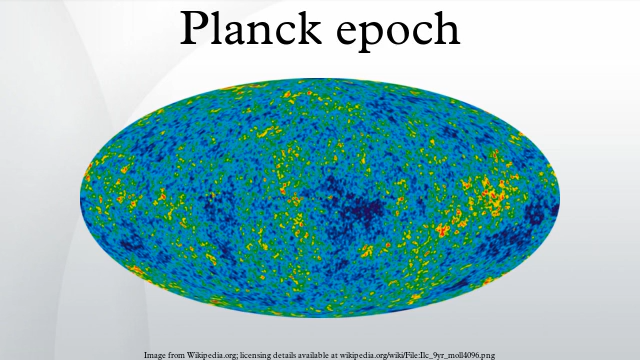 Planck epoch
Image from Wikipedia.org; licensing details available at wikipedia.org/wiki/File:Ilc_9yr_moll4096.png